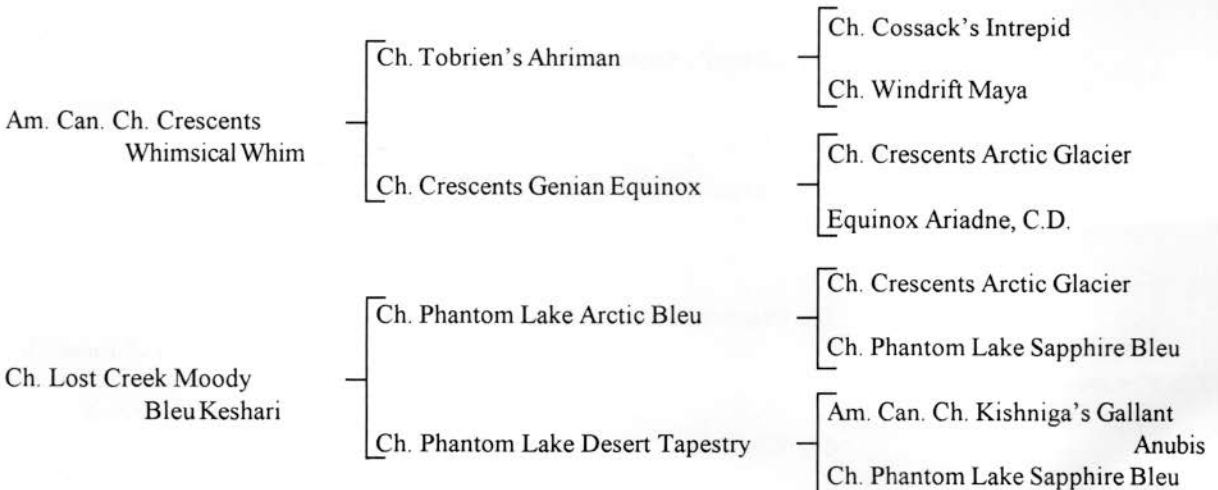 Ch. Cossack's Intrepid
Ch. Tobrien's Ahriman
Ch. Windrift Maya
Am. Can. Ch. Crescents
Whimsical Whim
Ch. Crescents Arctic Glacier
Ch. Crescents Genian Equinox
Equinox Ariadne, C.D.
Ch. Crescents Arctic Glacier
Ch. Phantom Lake Arctic Bleu
Ch. Phantom Lake Sapphire Bleu
Ch. Lost Creek Moody
Bleu Keshari
Am. Can. Ch. Kishniga's Gallant
Anubis
Ch. Phantom Lake Desert Tapestry
Ch. Phantom Lake Sapphire Bleu